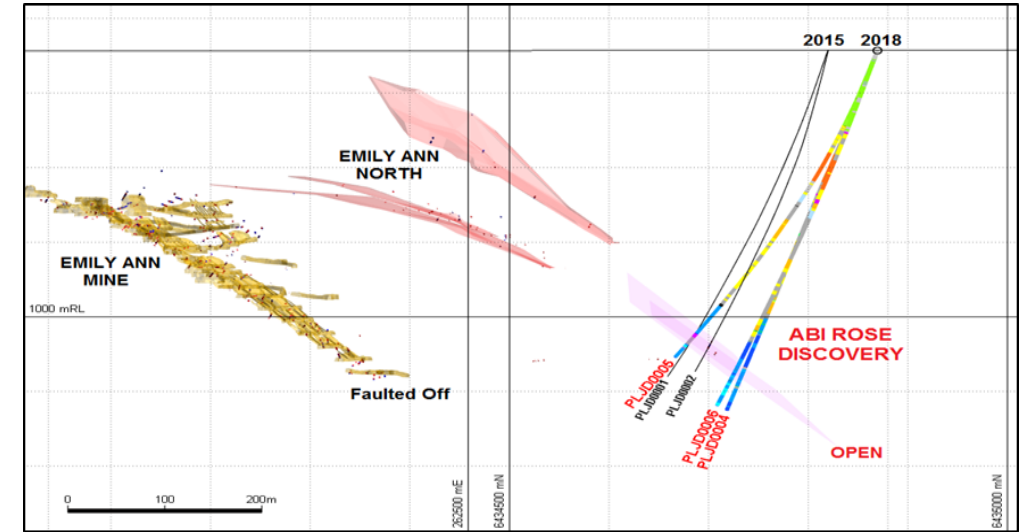 2015 2018
EMILY ANN
NORTH
EMILY ANN
MINE
1000 mRL
ABI ROSE
DISCOVERY
PLJD0005
PLJD0001
PLJD0002
Faulted Off
PLJD0006
PLJD0004
OPEN
0 100 200m
262500 mE
6434500 mN
6435000 mN